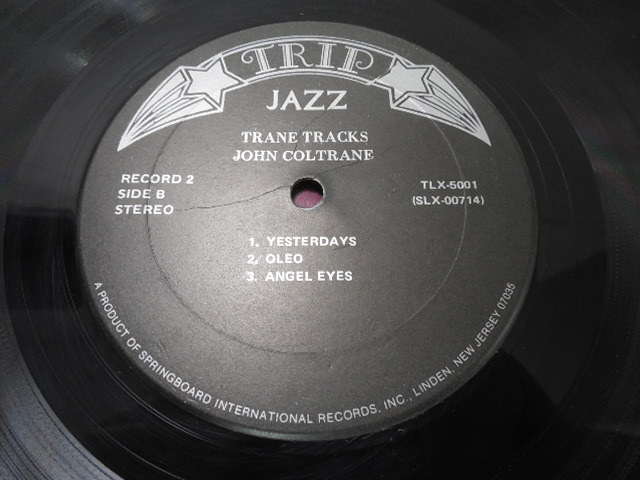 TRIP
JAZZ
TRANE TRACKS
JOHN COLTRANE
RECORD 2
SIDE B
STEREO
TLX-5001
(SLX-00714)
1. YESTERDAYS
2. OLEO
3. ANGEL EYES
A PRODUCT OF SPRINGBOARD INTERNATIONAL RECORDS, INC., LINDEN, NEW JERSEY 07035